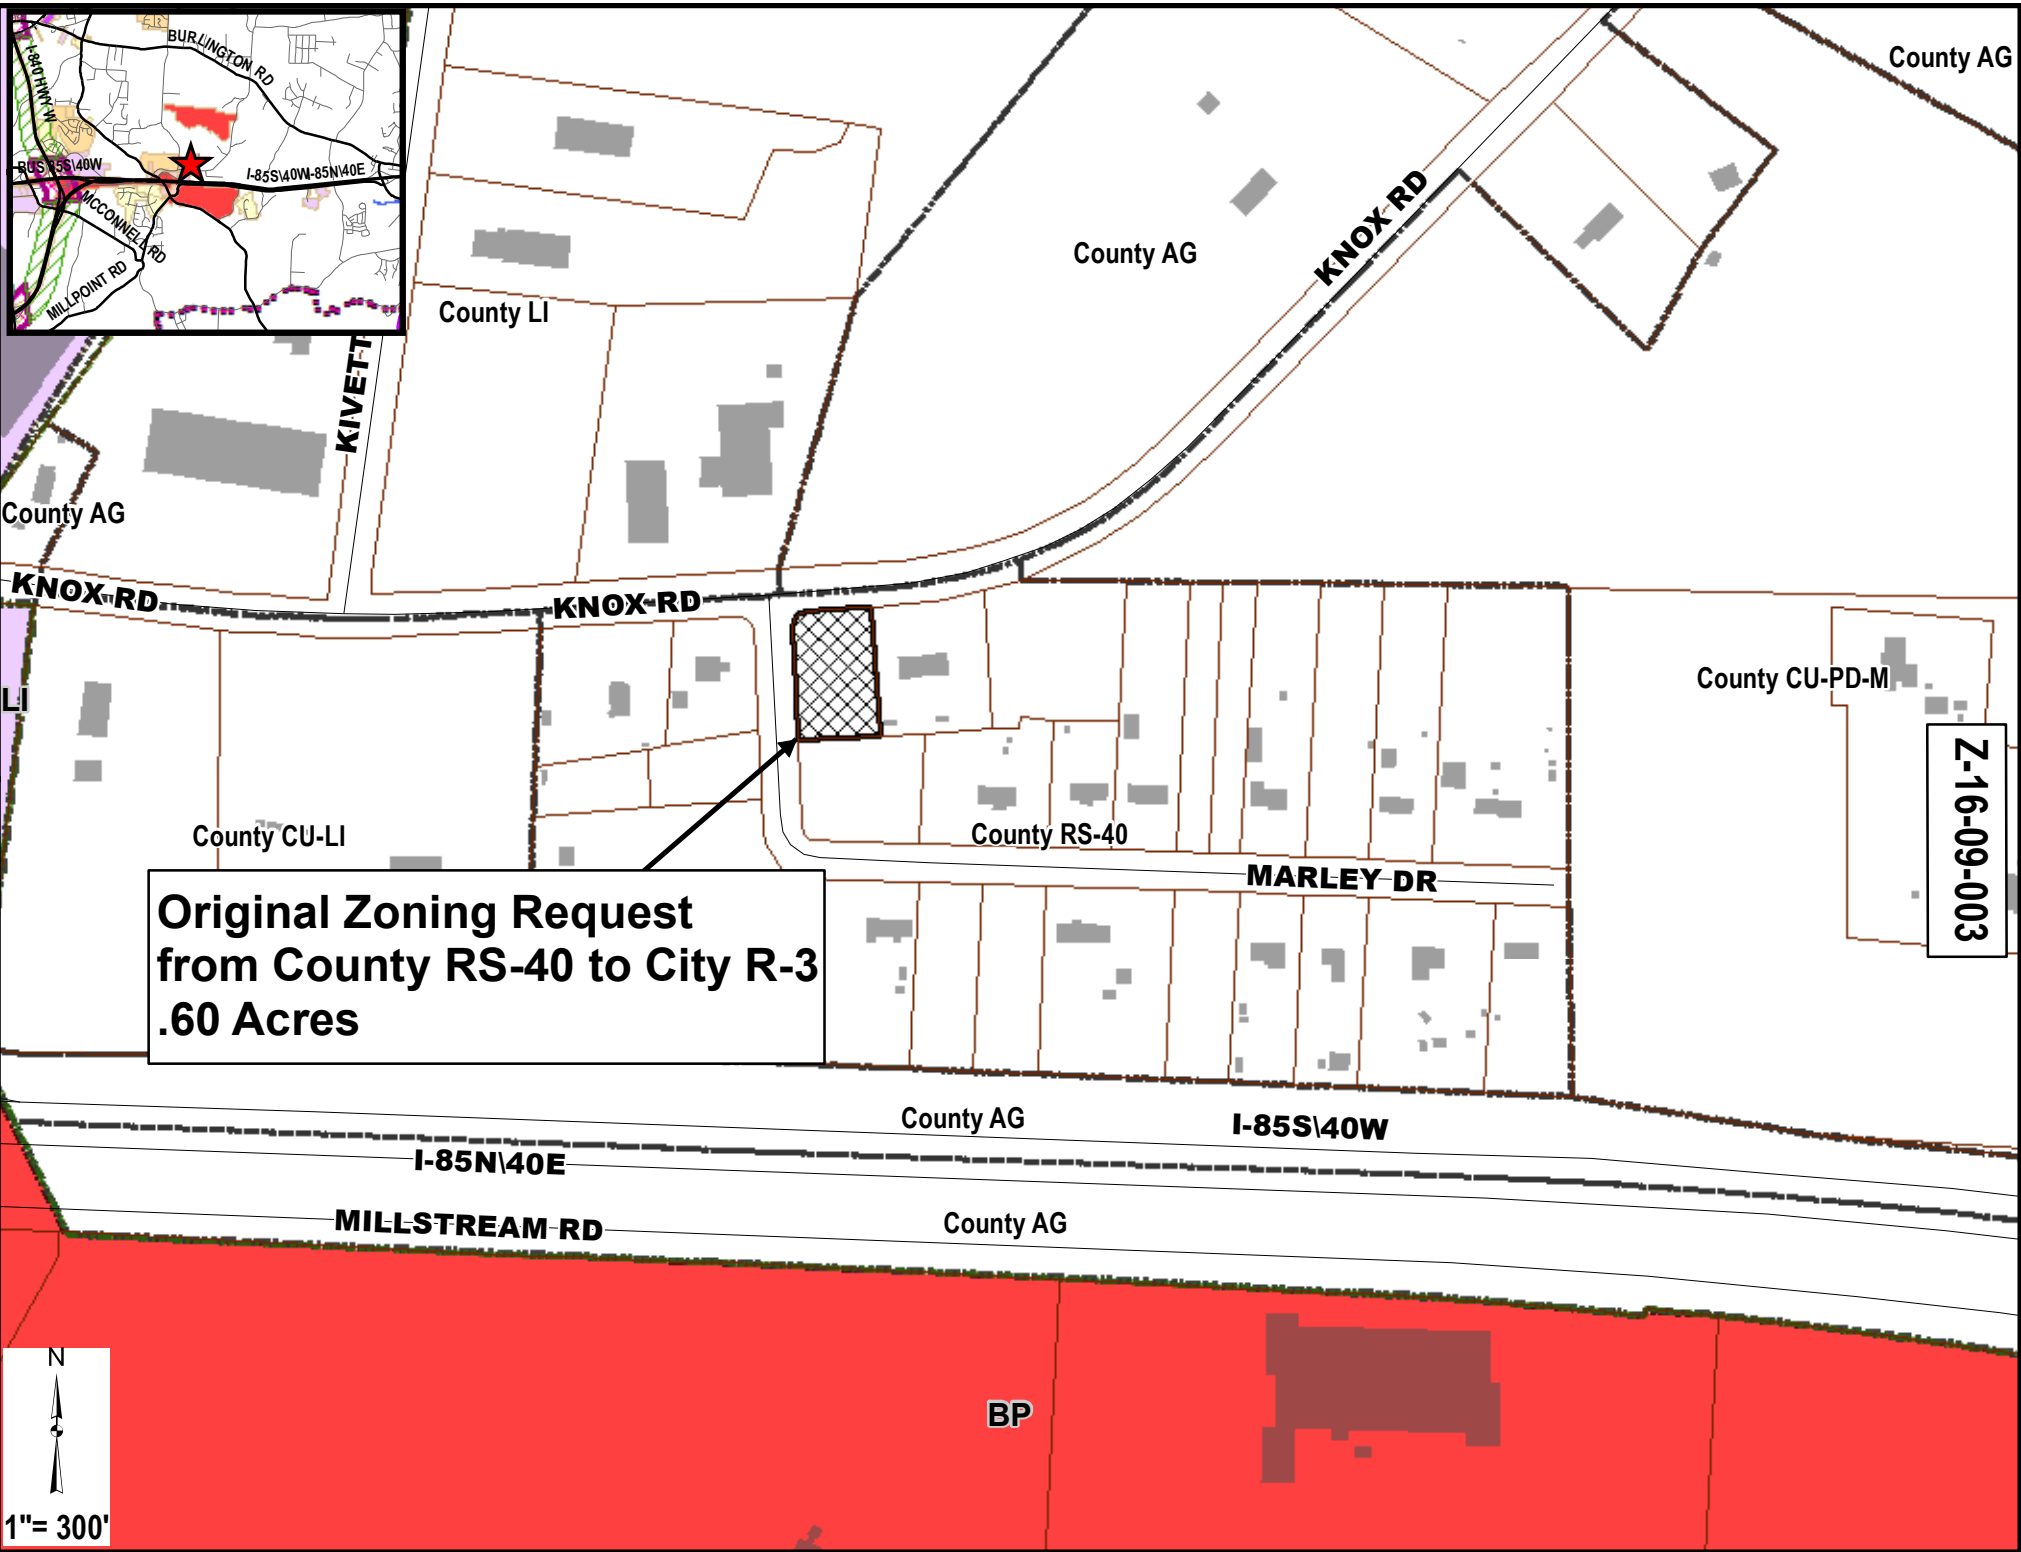 BURLINGTON RD
I-840 HWY W
BUS 85S\40W
I-85S\40W-85N\40E
MCCONNELL RD
MILLPOINT RD
County AG
County AG
KNOX RD
County LI
KIVETT
County AG
KNOX RD
KNOX RD
LI
County CU-PD-M
Z-16-09-003
County CU-LI
County RS-40
MARLEY DR
Original Zoning Request
from County RS-40 to City R-3
.60 Acres
County AG
I-85S\40W
I-85N\40E
MILLSTREAM RD
County AG
BP
N
1"= 300'